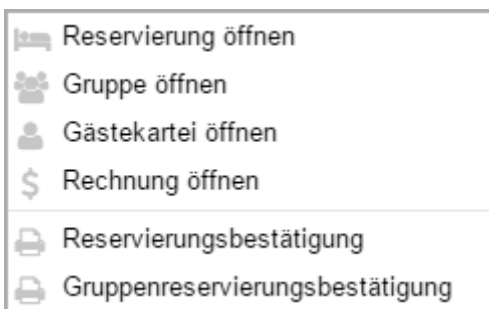 Reservierung öffnen
Gruppe öffnen
Gästekartei öffnen
Rechnung öffnen
Reservierungsbestätigung
Gruppenreservierungsbestätigung